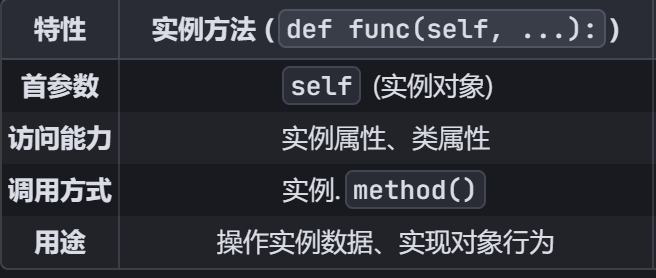 特性 实例方法 (def func(self, ...):)
首参数 self (实例对象)
访问能力 实例属性、类属性
调用方式 实例.method()
用途 操作实例数据、实现对象行为